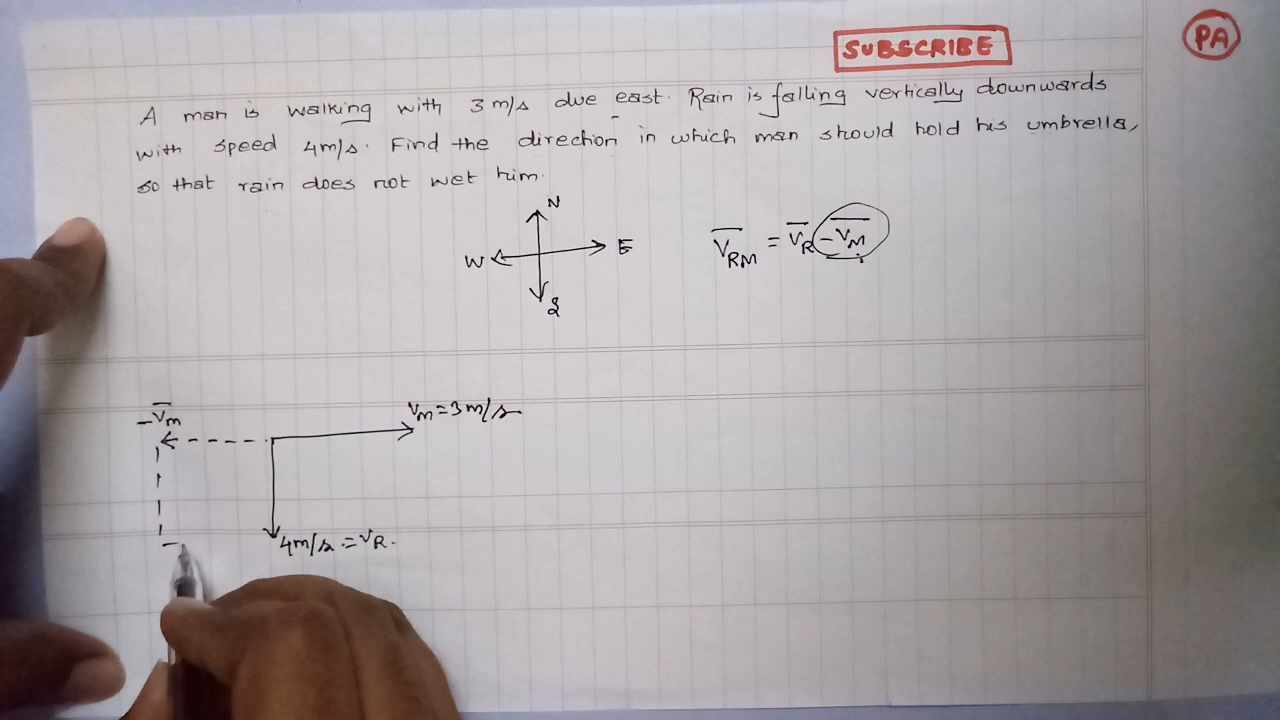 SUBSCRIBE
PA
A man is walking with 3 m/s due east. Rain is falling vertically downwards
with speed 4m/s. Find the direction in which man should hold his umbrella,
so that rain does not wet him.
N
W E
S
V̅RM = V̅R - V̅M
-V̅m
Vm = 3 m/s
4m/s = VR.